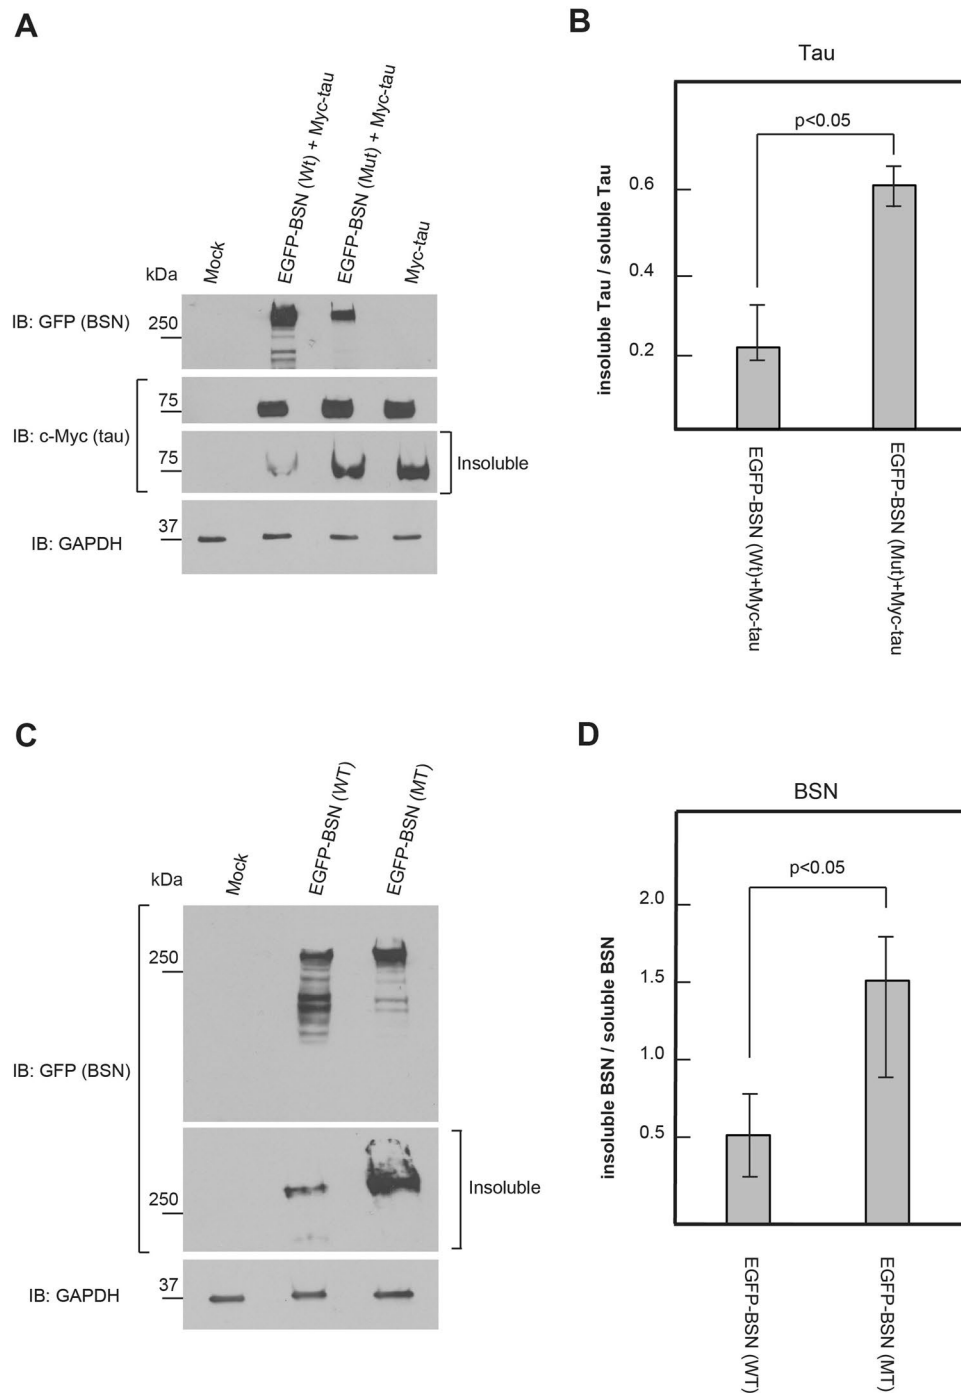 A
Mock
EGFP-BSN (Wt) + Myc-tau
EGFP-BSN (Mut) + Myc-tau
Myc-tau
kDa
IB: GFP (BSN)
250
IB: c-Myc (tau)
75
75
Insoluble
IB: GAPDH
37
B
Tau
p<0.05
insoluble Tau / soluble Tau
0.6
0.4
0.2
EGFP-BSN (Wt)+Myc-tau
EGFP-BSN (Mut)+Myc-tau
C
Mock
EGFP-BSN (WT)
EGFP-BSN (MT)
kDa
250
IB: GFP (BSN)
250
Insoluble
IB: GAPDH
37
D
BSN
p<0.05
insoluble BSN / soluble BSN
2.0
1.5
1.0
0.5
EGFP-BSN (WT)
EGFP-BSN (MT)